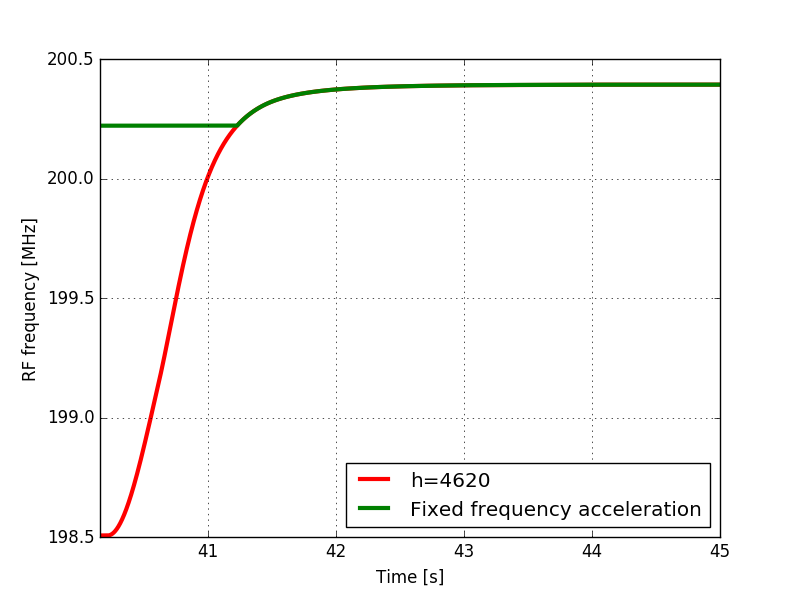 200.5
200.0
199.5
199.0
198.5
RF frequency [MHz]
h=4620
Fixed frequency acceleration
41 42 43 44 45
Time [s]